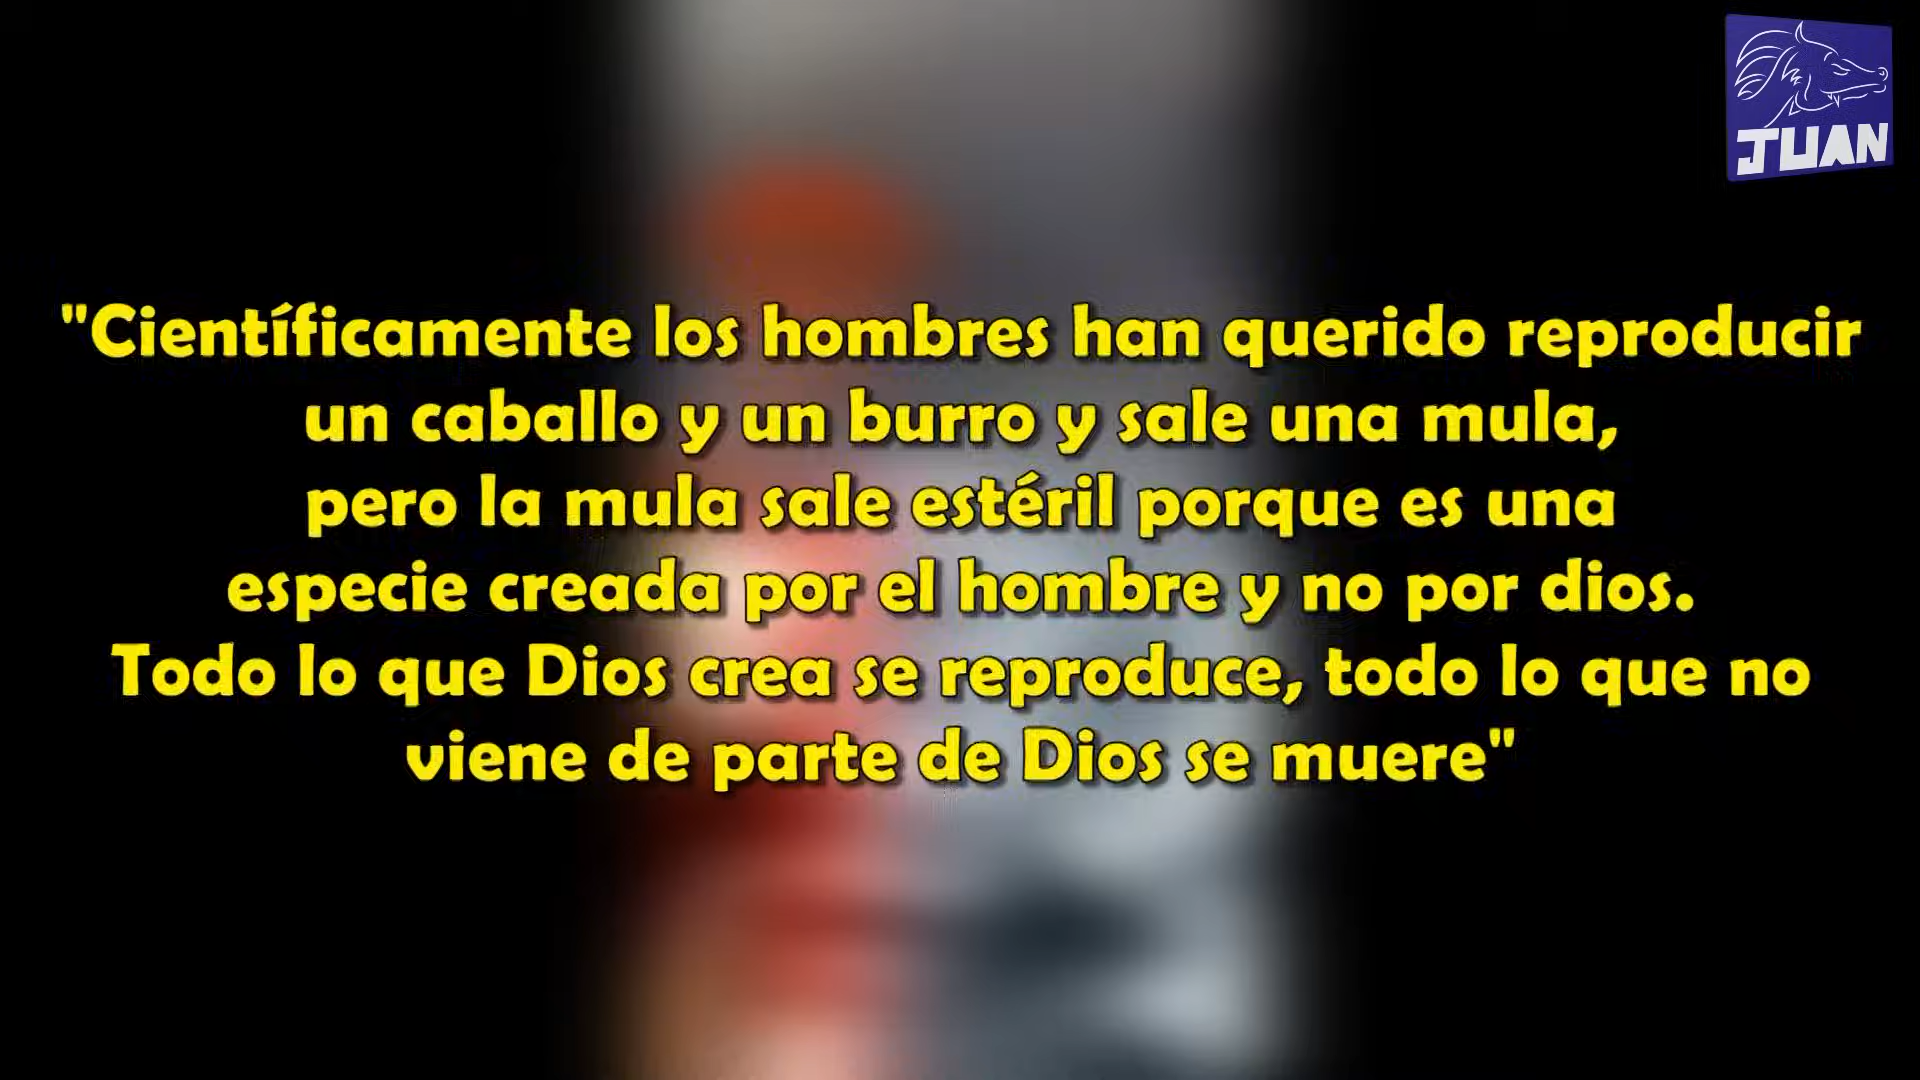 JUAN
"Científicamente los hombres han querido reproducir
un caballo y un burro y sale una mula,
pero la mula sale estéril porque es una
especie creada por el hombre y no por dios.
Todo lo que Dios crea se reproduce, todo lo que no
viene de parte de Dios se muere"